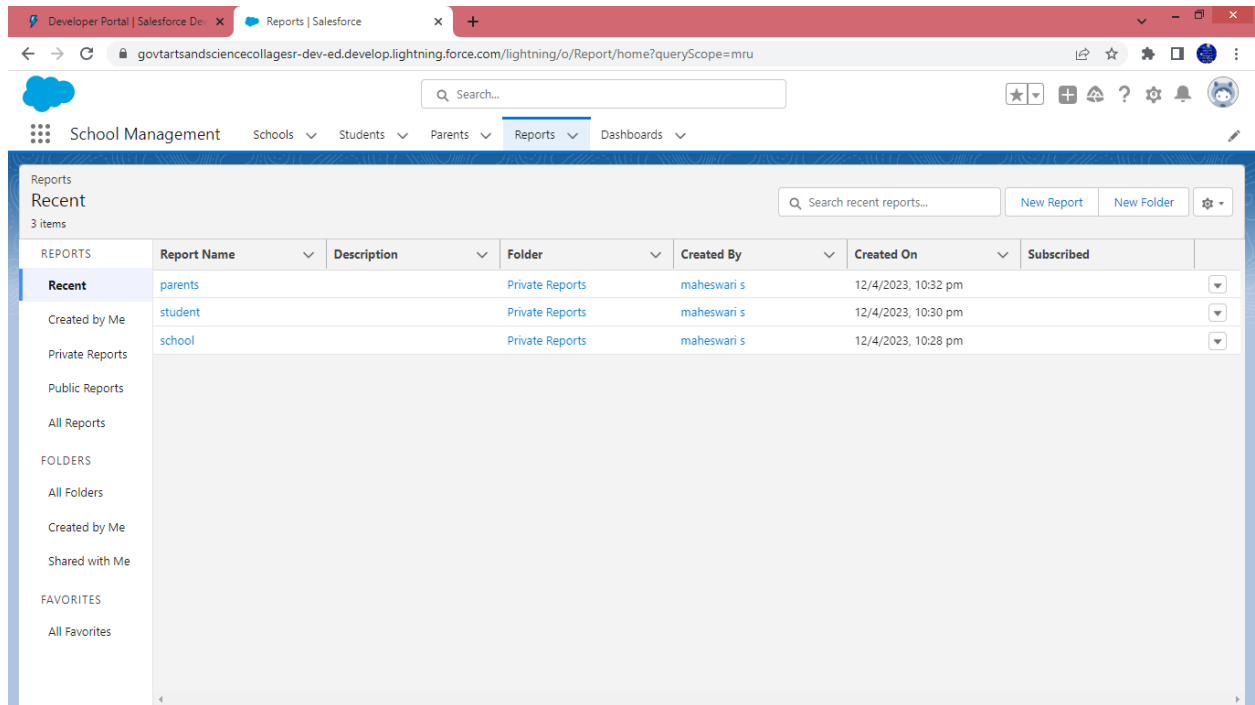 Developer Portal | Salesforce Dev
Reports | Salesforce
govtartsandsciencecollagesr-dev-ed.develop.lightning.force.com/lightning/o/Report/home?queryScope=mru
Search...
School Management Schools Students Parents Reports Dashboards
Reports
Recent
3 items
Search recent reports...
New Report New Folder
REPORTS
Recent
Created by Me
Private Reports
Public Reports
All Reports
FOLDERS
All Folders
Created by Me
Shared with Me
FAVORITES
All Favorites
Report Name Description Folder Created By Created On Subscribed
parents Private Reports maheswari s 12/4/2023, 10:32 pm
student Private Reports maheswari s 12/4/2023, 10:30 pm
school Private Reports maheswari s 12/4/2023, 10:28 pm